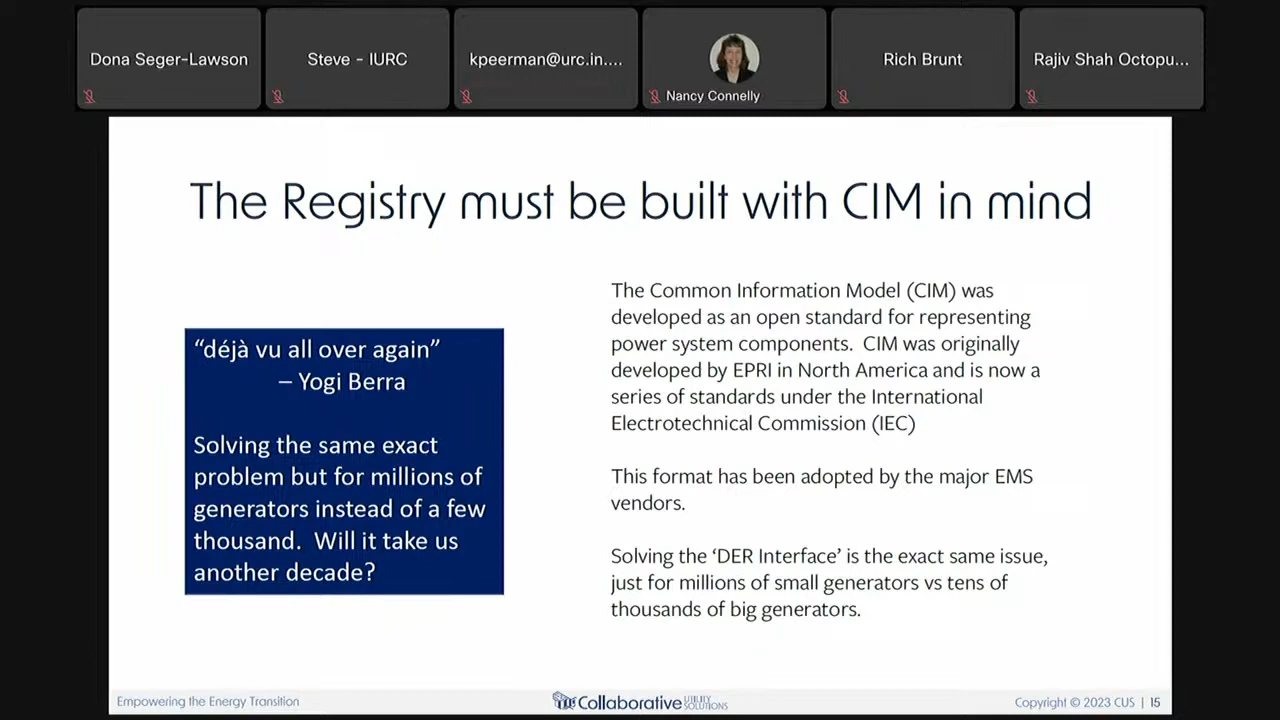 Dona Seger-Lawson
Steve - IURC
kpeerman@urc.in....
Nancy Connelly
Rich Brunt
Rajiv Shah Octopu...
The Registry must be built with CIM in mind
“déjà vu all over again”
– Yogi Berra
Solving the same exact
problem but for millions of
generators instead of a few
thousand. Will it take us
another decade?
The Common Information Model (CIM) was
developed as an open standard for representing
power system components. CIM was originally
developed by EPRI in North America and is now a
series of standards under the International
Electrotechnical Commission (IEC)
This format has been adopted by the major EMS
vendors.
Solving the ‘DER Interface’ is the exact same issue,
just for millions of small generators vs tens of
thousands of big generators.
Empowering the Energy Transition
Collaborative UTILITY
SOLUTIONS
Copyright © 2023 CUS | 15